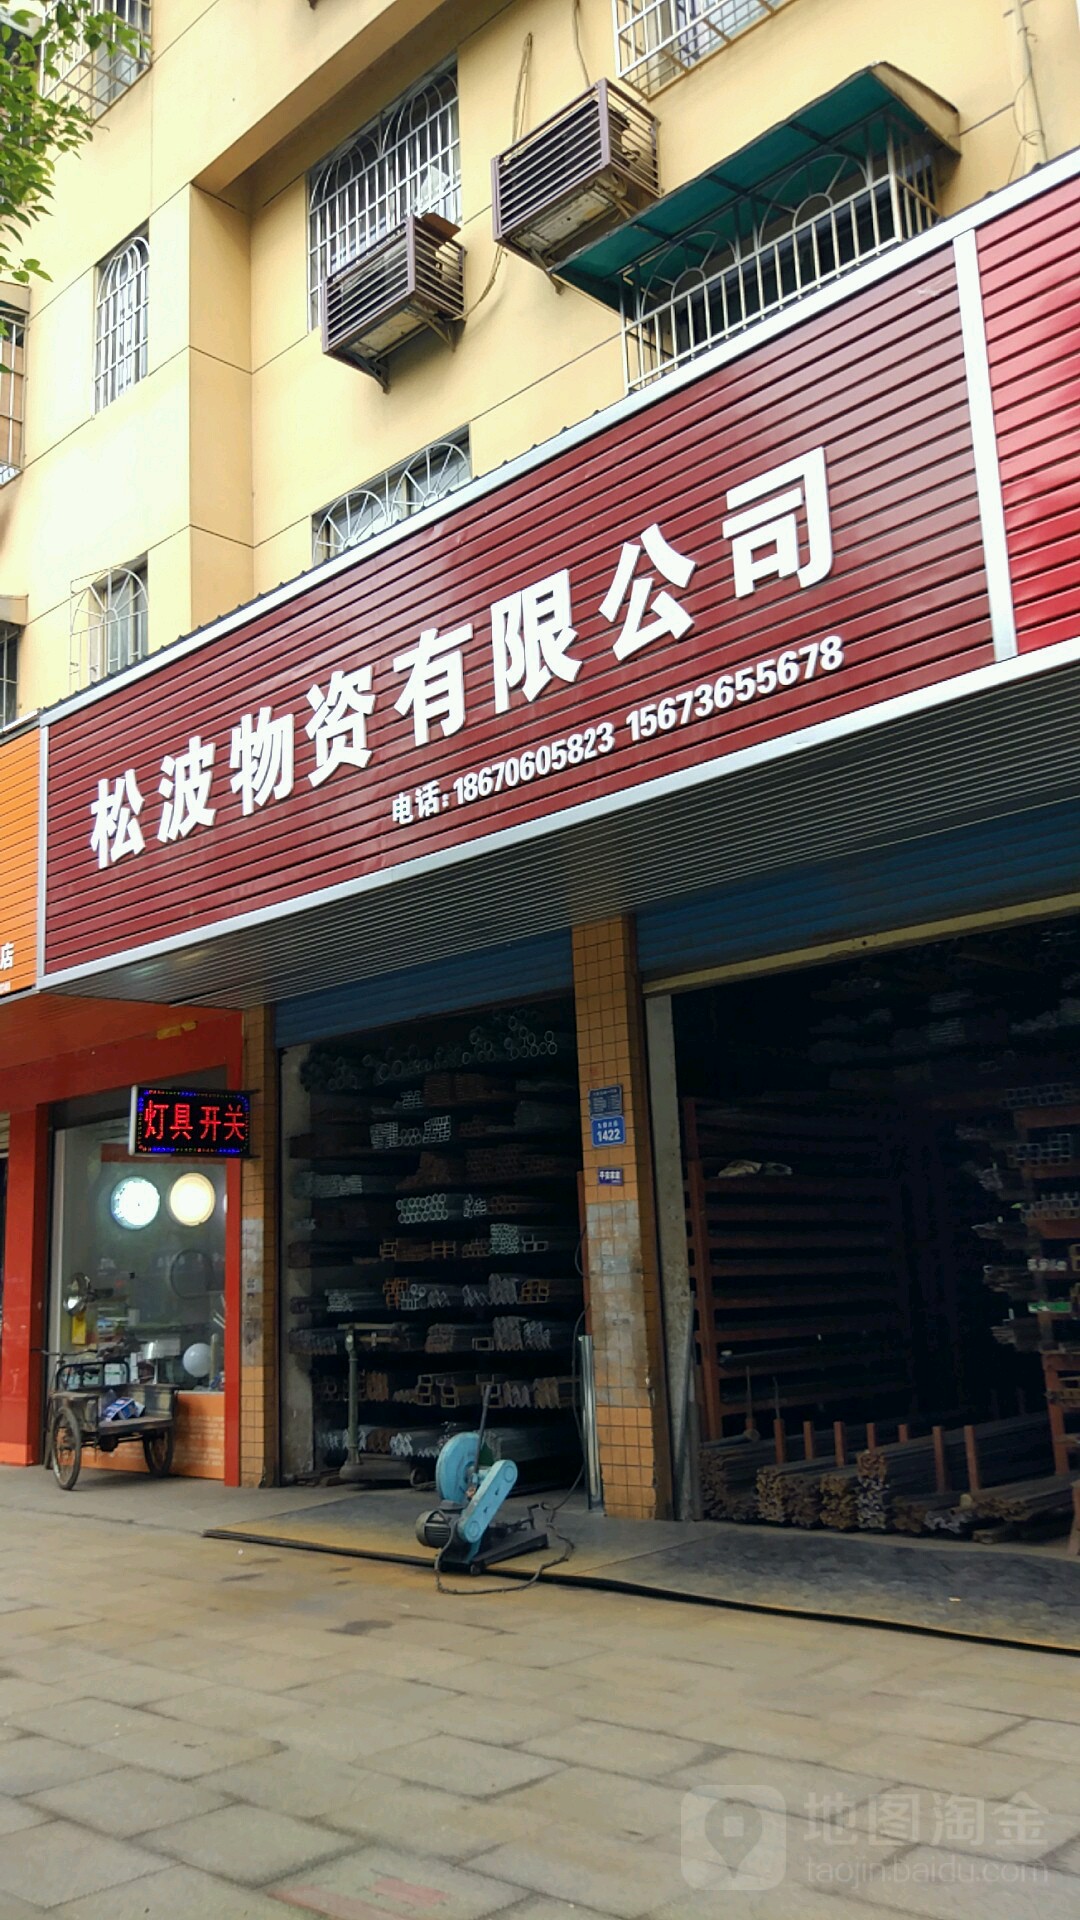 松波物资有限公司
电话:18670605823 15673655678
店
灯具开关
1422
地图淘金
taojin.baidu.com